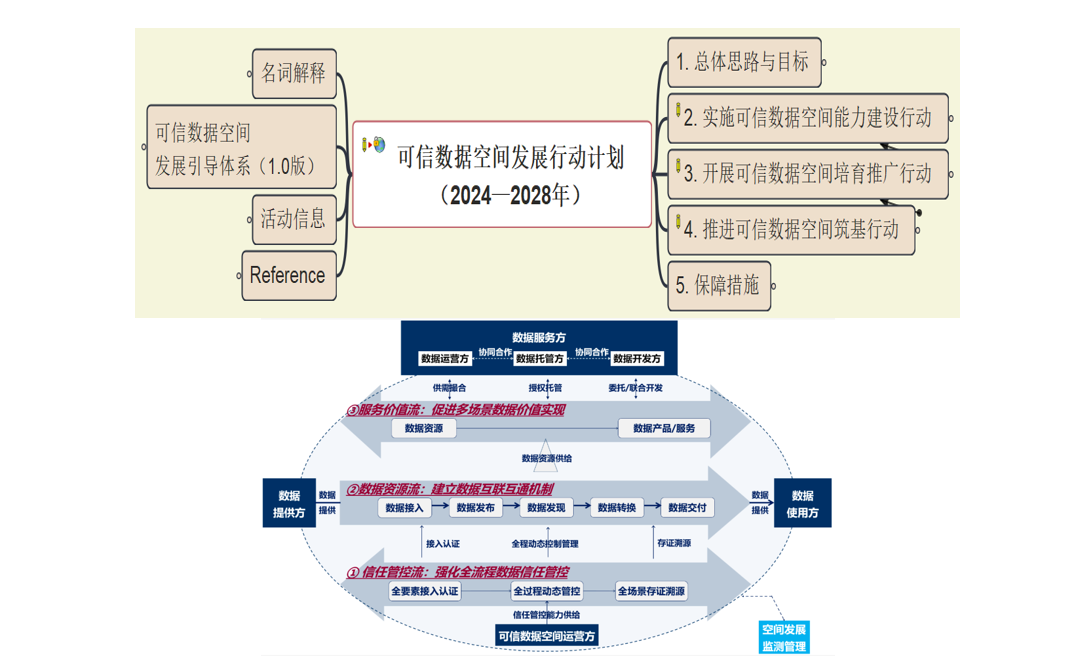 名词解释
可信数据空间
发展引导体系（1.0版）
活动信息
Reference
可信数据空间发展行动计划
（2024—2028年）
1. 总体思路与目标
2. 实施可信数据空间能力建设行动
3. 开展可信数据空间培育推广行动
4. 推进可信数据空间筑基行动
5. 保障措施
数据服务方
数据运营方
协同合作
数据托管方
协同合作
数据开发方
供需撮合
授权托管
委托/联合开发
③服务价值流：促进多场景数据价值实现
数据资源
数据产品/服务
数据资源供给
数据
提供方
数据
提供
②数据资源流：建立数据互联互通机制
数据接入
数据发布
数据发现
数据转换
数据交付
数据
提供
数据
使用方
接入认证
全程动态控制管理
存证溯源
① 信任管控流：强化全流程数据信任管控
全要素接入认证
全过程动态管控
全场景存证溯源
信任管控能力供给
可信数据空间运营方
空间发展
监测管理